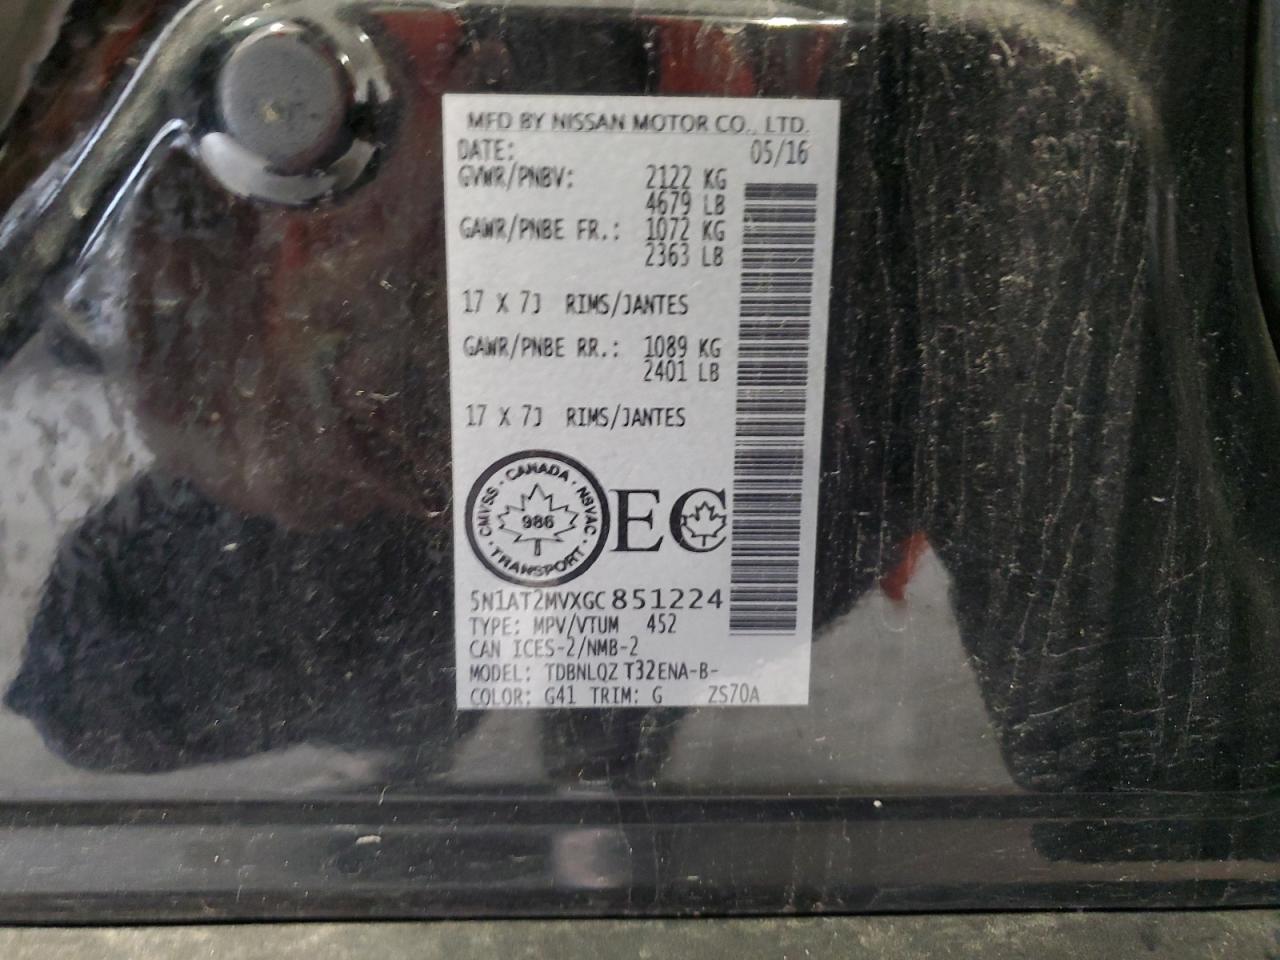 MFD BY NISSAN MOTOR CO., LTD.
DATE: 05/16
GVWR/PNBV: 2122 KG
4679 LB
GAWR/PNBE FR.: 1072 KG
2363 LB
17 X 7J RIMS/JANTES
GAWR/PNBE RR.: 1089 KG
2401 LB
17 X 7J RIMS/JANTES
CMVSS · CANADA · NSVAC · TRANSPORT ·
986
EC
5N1AT2MVXGC851224
TYPE: MPV/VTUM 452
CAN ICES-2/NMB-2
MODEL: TDBNLQZ T32ENA-B-
COLOR: G41 TRIM: G ZS70A